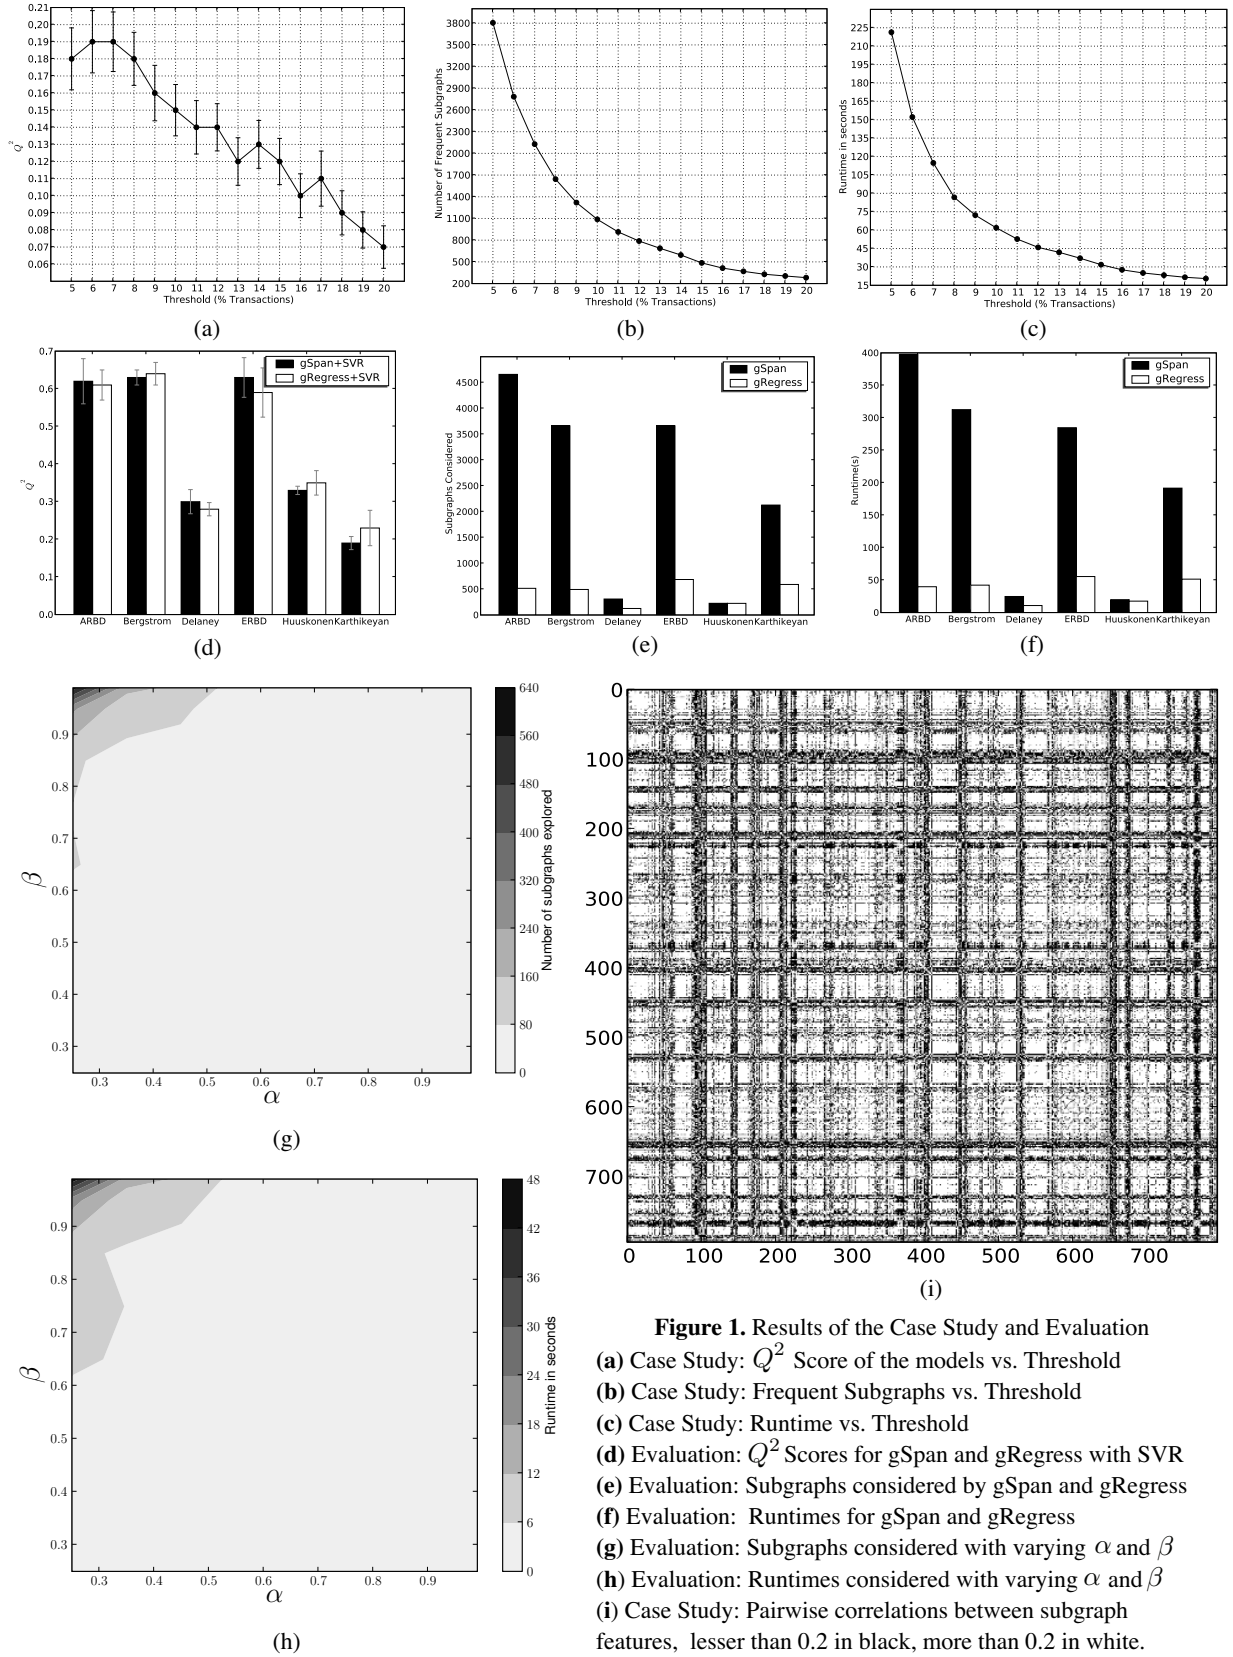 0.21
0.20
0.19
0.18
0.17
0.16
0.15
0.14
0.13
0.12
0.11
0.10
0.09
0.08
0.07
0.06
Q²
5 6 7 8 9 10 11 12 13 14 15 16 17 18 19 20
Threshold (% Transactions)
(a)
3800
3500
3200
2900
2600
2300
2000
1700
1400
1100
800
500
200
Number of Frequent Subgraphs
5 6 7 8 9 10 11 12 13 14 15 16 17 18 19 20
Threshold (% Transactions)
(b)
225
210
195
180
165
150
135
120
105
90
75
60
45
30
15
Runtime in seconds
5 6 7 8 9 10 11 12 13 14 15 16 17 18 19 20
Threshold (% Transactions)
(c)
0.7
0.6
0.5
0.4
0.3
0.2
0.1
0.0
Q²
gSpan+SVR
gRegress+SVR
ARBD Bergstrom Delaney ERBD Huuskonen Karthikeyan
(d)
4500
4000
3500
3000
2500
2000
1500
1000
500
0
Subgraphs Considered
gSpan
gRegress
ARBD Bergstrom Delaney ERBD Huuskonen Karthikeyan
(e)
400
350
300
250
200
150
100
50
0
Runtime(s)
gSpan
gRegress
ARBD Bergstrom Delaney ERBD Huuskonen Karthikeyan
(f)
0.9
0.8
0.7
0.6
0.5
0.4
0.3
β
0.3 0.4 0.5 0.6 0.7 0.8 0.9
α
640
560
480
400
320
240
160
80
0
Number of subgraphs explored
(g)
0.9
0.8
0.7
0.6
0.5
0.4
0.3
β
0.3 0.4 0.5 0.6 0.7 0.8 0.9
α
48
42
36
30
24
18
12
6
0
Runtime in seconds
(h)
0
100
200
300
400
500
600
700
0 100 200 300 400 500 600 700
(i)
Figure 1. Results of the Case Study and Evaluation
(a) Case Study: Q² Score of the models vs. Threshold
(b) Case Study: Frequent Subgraphs vs. Threshold
(c) Case Study: Runtime vs. Threshold
(d) Evaluation: Q² Scores for gSpan and gRegress with SVR
(e) Evaluation: Subgraphs considered by gSpan and gRegress
(f) Evaluation: Runtimes for gSpan and gRegress
(g) Evaluation: Subgraphs considered with varying α and β
(h) Evaluation: Runtimes considered with varying α and β
(i) Case Study: Pairwise correlations between subgraph
features, lesser than 0.2 in black, more than 0.2 in white.